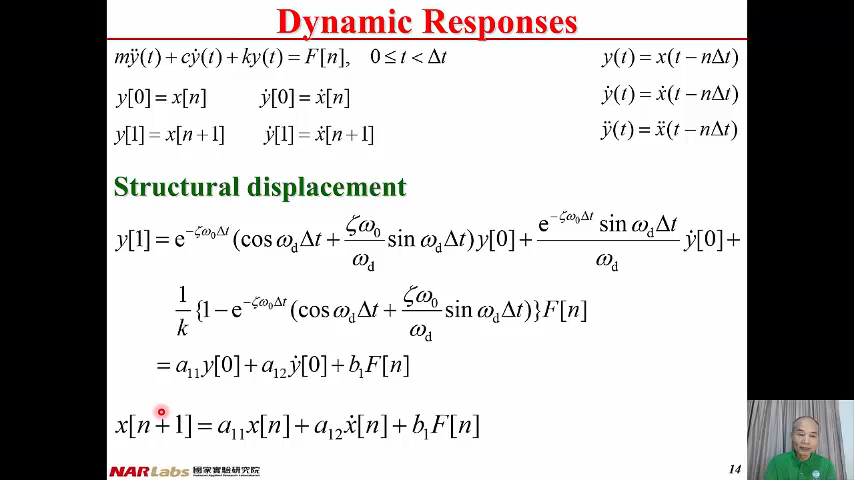 Dynamic Responses
mÿ(t) + cẏ(t) + ky(t) = F[n],   0 ≤ t < Δt
y(t) = x(t − nΔt)
y[0] = x[n]   ẏ[0] = ẋ[n]
ẏ(t) = ẋ(t − nΔt)
y[1] = x[n+1]   ẏ[1] = ẋ[n+1]
ÿ(t) = ẍ(t − nΔt)
Structural displacement
y[1] = e^{−ζω₀Δt}(cos ω_dΔt + (ζω₀/ω_d) sin ω_dΔt)y[0] + (e^{−ζω₀Δt} sin ω_dΔt / ω_d) ẏ[0] +
(1/k){1 − e^{−ζω₀Δt}(cos ω_dΔt + (ζω₀/ω_d) sin ω_dΔt)}F[n]
= a₁₁y[0] + a₁₂ẏ[0] + b₁F[n]
x[n+1] = a₁₁x[n] + a₁₂ẋ[n] + b₁F[n]
NARLabs 國家實驗研究院
14